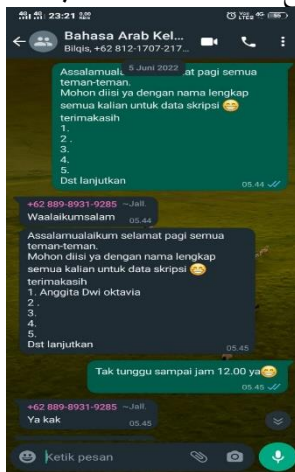 23:21
Bahasa Arab Kel...
Bilqis, +62 812-1707-217...
5 Juni 2022
Assalamuala at pagi semua
teman-teman.
Mohon diisi ya dengan nama lengkap
semua kalian untuk data skripsi 😁
terimakasih
1.
2 .
3.
4.
5.
Dst lanjutkan
05.44
+62 889-8931-9285 ~Jall.
Waalaikumsalam 05.44
Assalamualaikum selamat pagi semua
teman-teman.
Mohon diisi ya dengan nama lengkap
semua kalian untuk data skripsi 😁
terimakasih
1. Anggita Dwi oktavia
2 .
3.
4.
5.
Dst lanjutkan
05.45
Tak tunggu sampai jam 12.00 ya😁
05.45
+62 889-8931-9285 ~Jall.
Ya kak 05.45
Ketik pesan